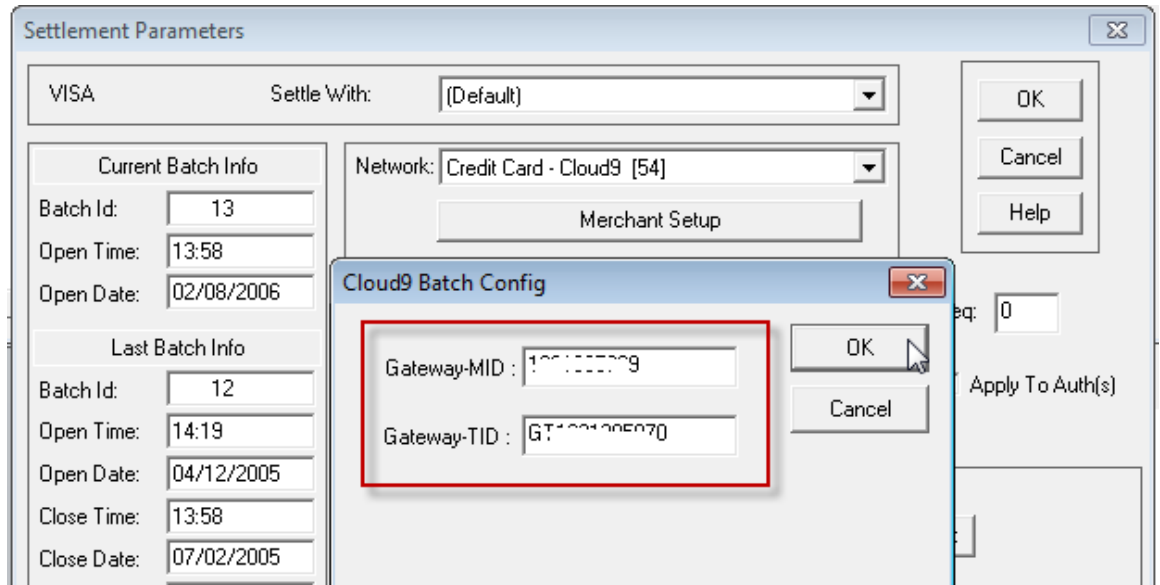 Settlement Parameters
VISA Settle With: (Default)
OK
Cancel
Help
Current Batch Info
Batch Id: 13
Open Time: 13:58
Open Date: 02/08/2006
Network: Credit Card - Cloud9 [54]
Merchant Setup
Last Batch Info
Batch Id: 12
Open Time: 14:19
Open Date: 04/12/2005
Close Time: 13:58
Close Date: 07/02/2005
Cloud9 Batch Config
Gateway-MID :
Gateway-TID :
OK
Cancel
eq: 0
Apply To Auth(s)